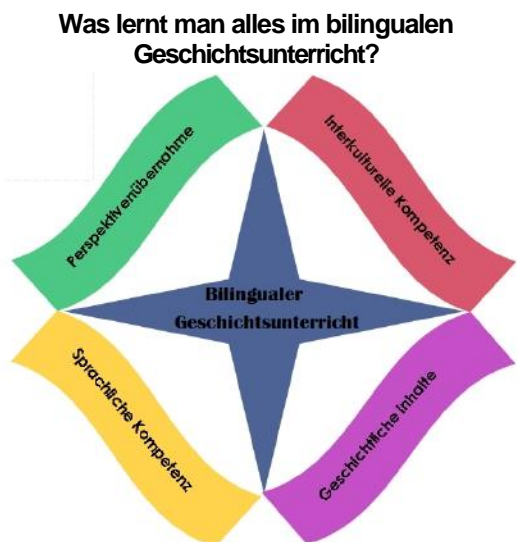 Was lernt man alles im bilingualen
Geschichtsunterricht?
Perspektivenübernahme
Interkulturelle Kompetenz
Bilingualer
Geschichtsunterricht
Sprachliche Kompetenz
Geschichtliche Inhalte